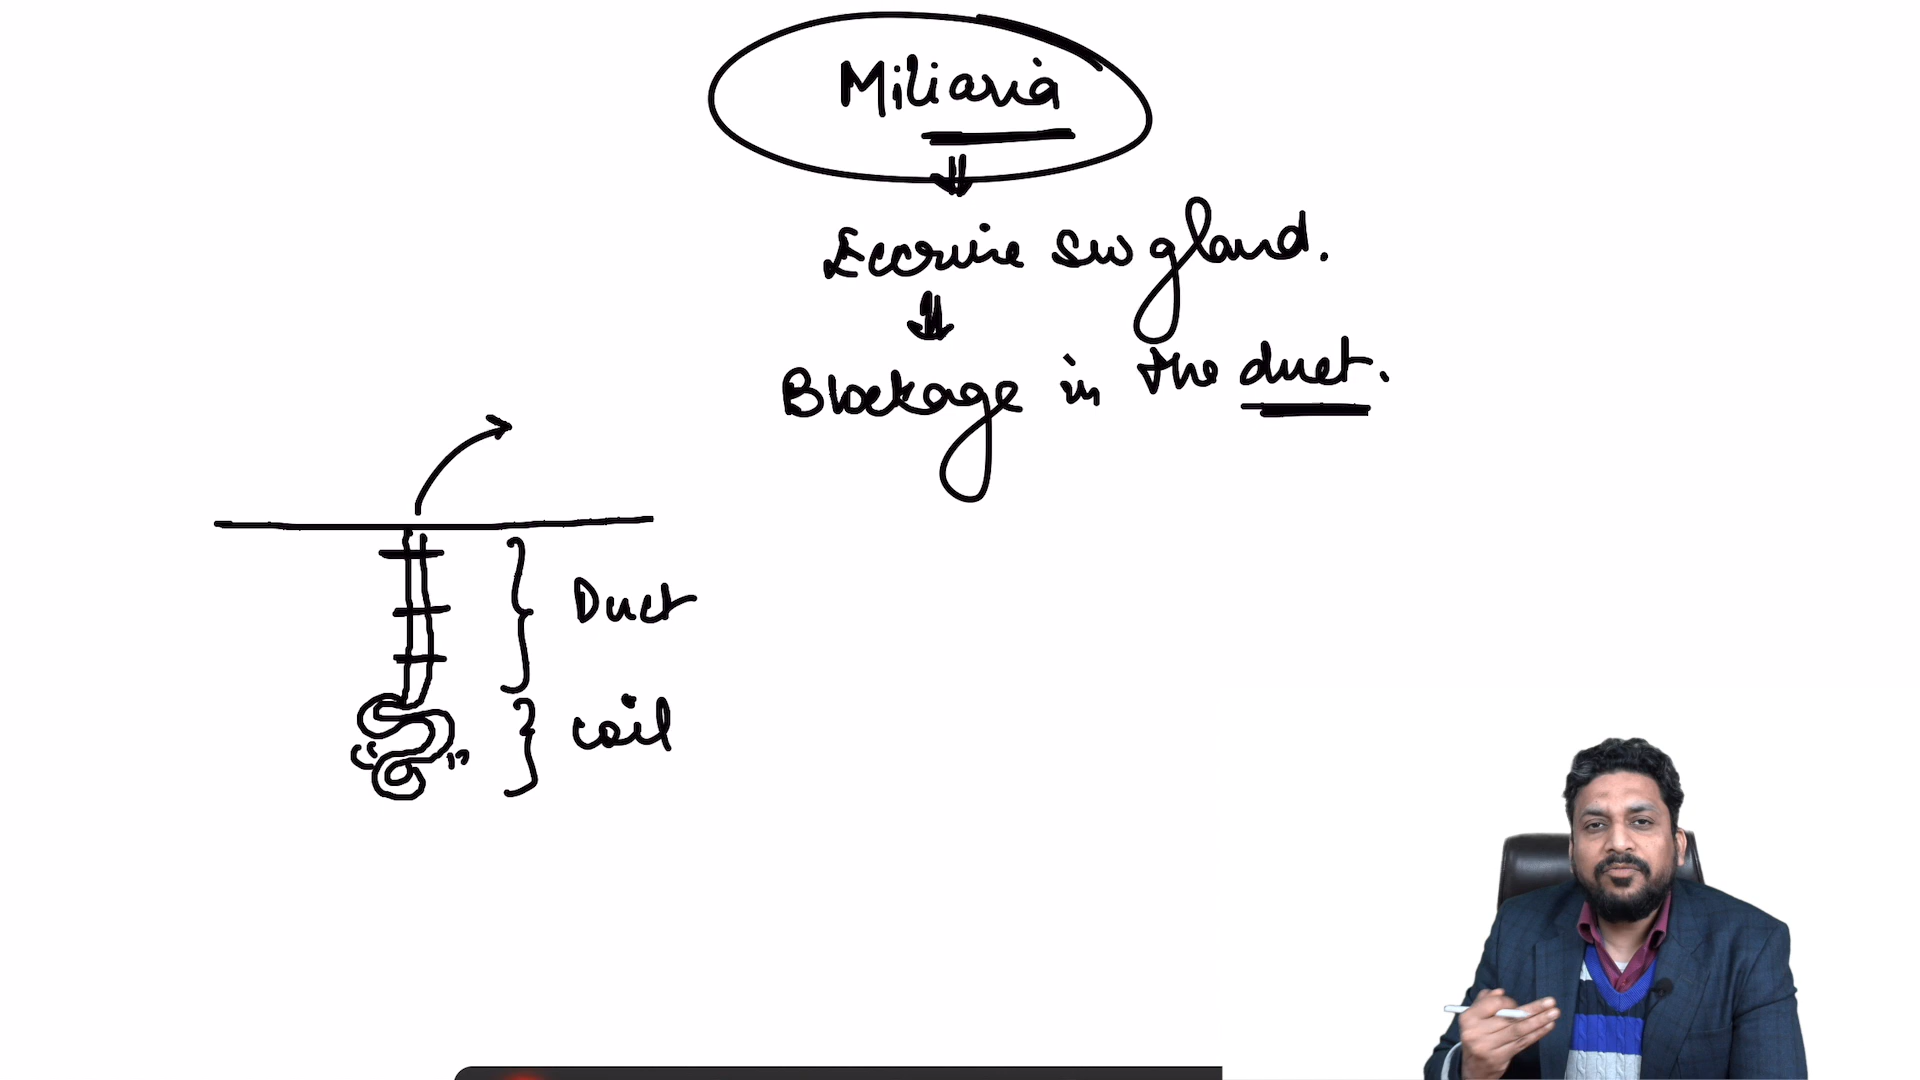 Miliaria
Eccrine sw gland.
Blockage in the duct.
Duct
coil